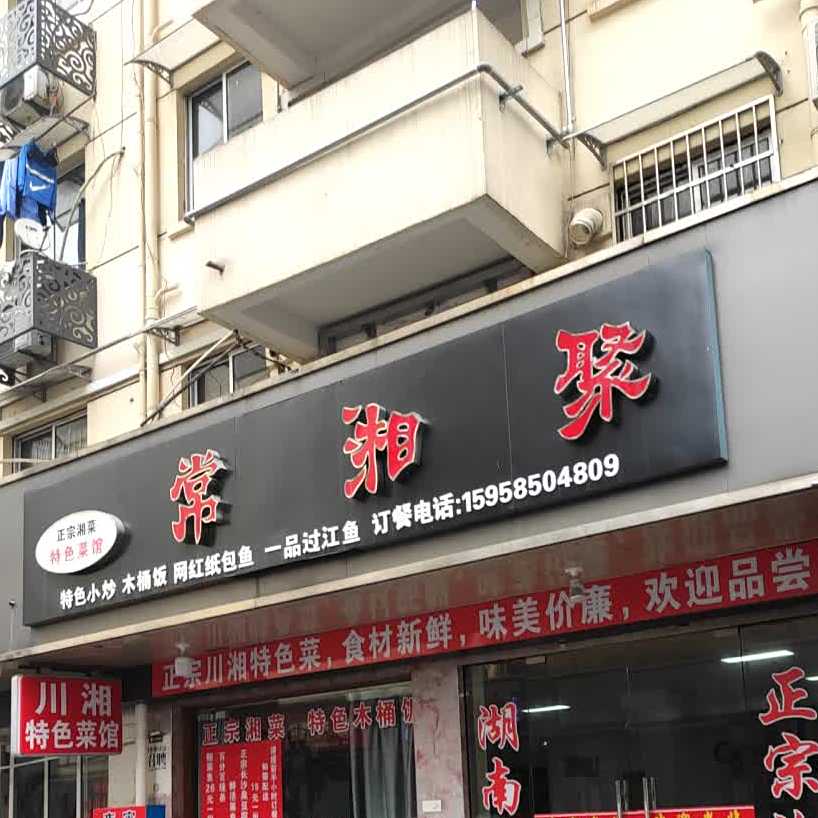 常湘聚
正宗湘菜
特色菜馆
特色小炒 木桶饭 网红纸包鱼 一品过江鱼 订餐电话:15958504809
正宗川湘特色菜,食材新鲜,味美价廉,欢迎品尝
川湘
特色菜馆
正宗湘菜 特色木桶饭
湖南
正宗